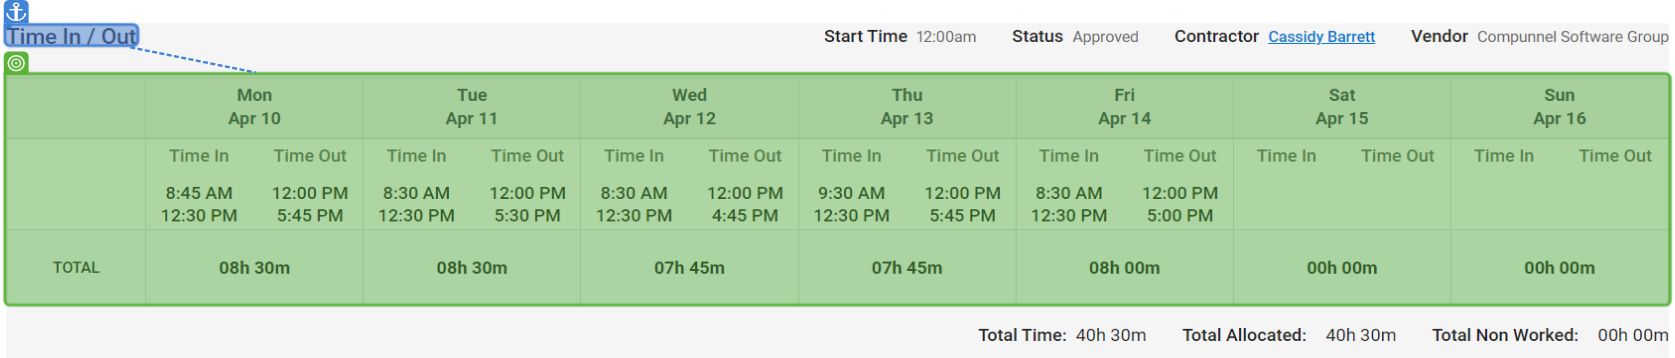 Time In / Out
Start Time 12:00am Status Approved Contractor Cassidy Barrett Vendor Compunnel Software Group
Mon Tue Wed Thu Fri Sat Sun
Apr 10 Apr 11 Apr 12 Apr 13 Apr 14 Apr 15 Apr 16
Time In Time Out Time In Time Out Time In Time Out Time In Time Out Time In Time Out Time In Time Out Time In Time Out
8:45 AM 12:00 PM 8:30 AM 12:00 PM 8:30 AM 12:00 PM 9:30 AM 12:00 PM 8:30 AM 12:00 PM
12:30 PM 5:45 PM 12:30 PM 5:30 PM 12:30 PM 4:45 PM 12:30 PM 5:45 PM 12:30 PM 5:00 PM
TOTAL 08h 30m 08h 30m 07h 45m 07h 45m 08h 00m 00h 00m 00h 00m
Total Time: 40h 30m Total Allocated: 40h 30m Total Non Worked: 00h 00m